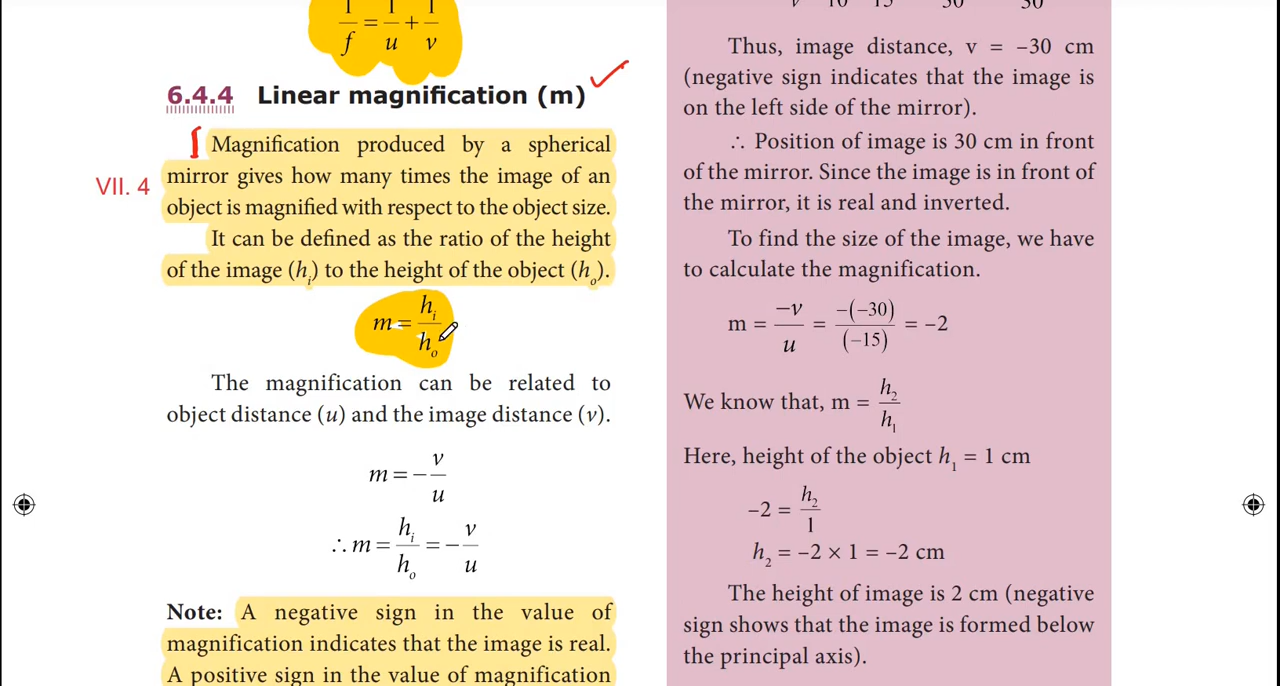 1/f = 1/u + 1/v
6.4.4 Linear magnification (m)
Magnification produced by a spherical
VII. 4
mirror gives how many times the image of an
object is magnified with respect to the object size.
It can be defined as the ratio of the height
of the image (hᵢ) to the height of the object (hₒ).
m = hᵢ/hₒ
The magnification can be related to
object distance (u) and the image distance (v).
m = − v/u
∴ m = hᵢ/hₒ = − v/u
Note: A negative sign in the value of
magnification indicates that the image is real.
A positive sign in the value of magnification
Thus, image distance, v = −30 cm
(negative sign indicates that the image is
on the left side of the mirror).
∴ Position of image is 30 cm in front
of the mirror. Since the image is in front of
the mirror, it is real and inverted.
To find the size of the image, we have
to calculate the magnification.
m = −v/u = −(−30)/(−15) = −2
We know that, m = h₂/h₁
Here, height of the object h₁ = 1 cm
−2 = h₂/1
h₂ = −2 × 1 = −2 cm
The height of image is 2 cm (negative
sign shows that the image is formed below
the principal axis).